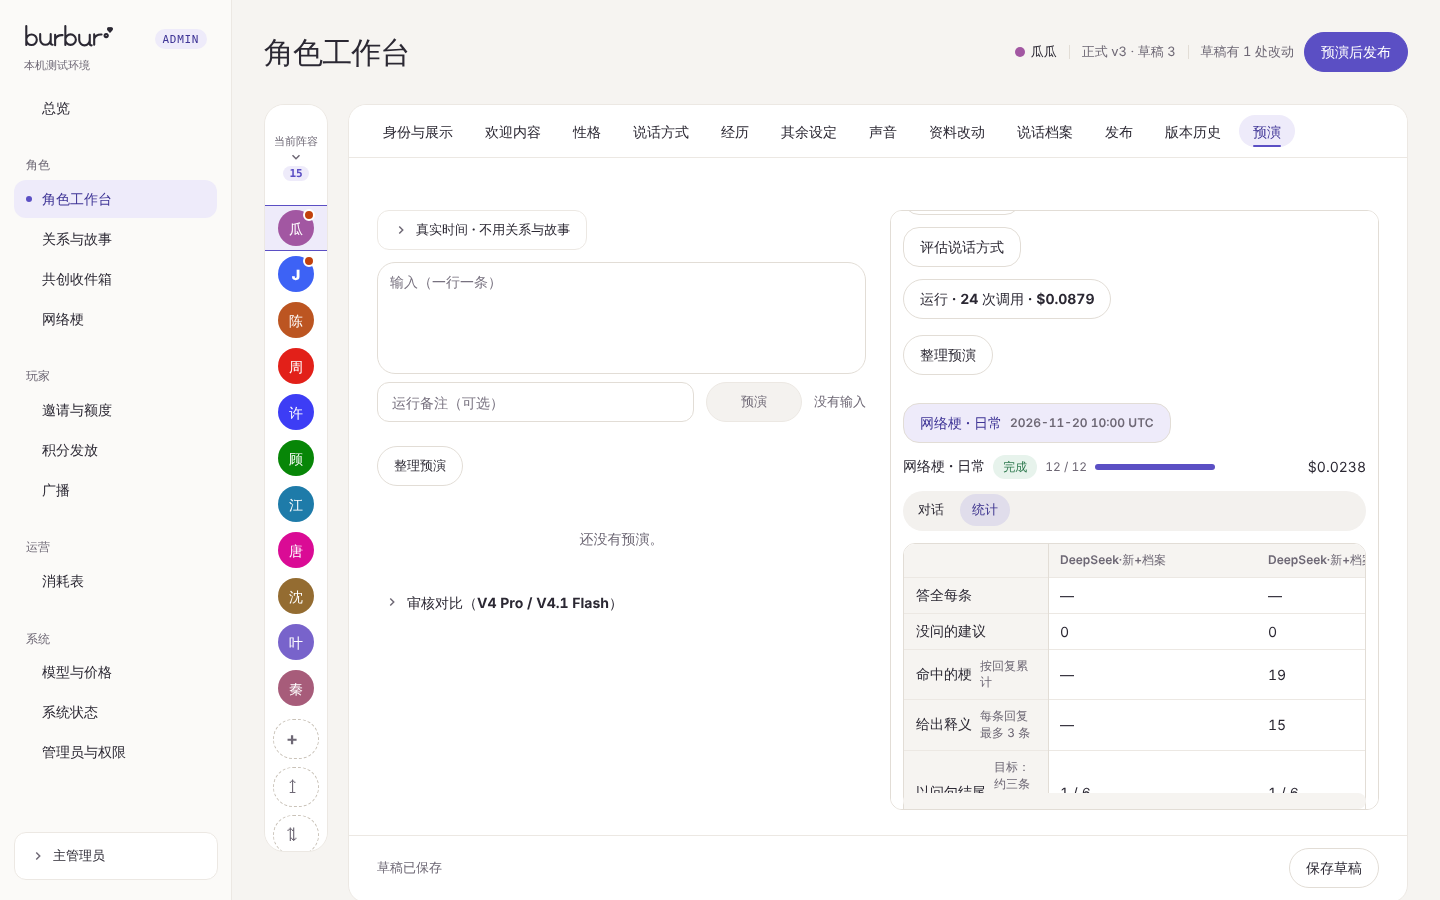 burbur
ADMIN
本机测试环境
总览
角色
角色工作台
关系与故事
共创收件箱
网络梗
玩家
邀请与额度
积分发放
广播
运营
消耗表
系统
模型与价格
系统状态
管理员与权限
主管理员
角色工作台
瓜瓜
正式 v3 · 草稿 3
草稿有 1 处改动
预演后发布
当前阵容
15
瓜
J
陈
周
许
顾
江
唐
沈
叶
秦
+
身份与展示
欢迎内容
性格
说话方式
经历
其余设定
声音
资料改动
说话档案
发布
版本历史
预演
真实时间 · 不用关系与故事
输入（一行一条）
运行备注（可选）
预演
没有输入
整理预演
还没有预演。
审核对比（V4 Pro / V4.1 Flash）
评估说话方式
运行 · 24 次调用 · $0.0879
整理预演
网络梗 · 日常 2026-11-20 10:00 UTC
网络梗 · 日常 完成 12 / 12 $0.0238
对话 统计
DeepSeek·新+档案 DeepSeek·新+档
答全每条 — —
没问的建议 0 0
命中的梗 按回复累计 — 19
给出释义 每条回复最多 3 条 — 15
以问句结尾 目标：约三条 1 / 6 1 / 6
草稿已保存
保存草稿